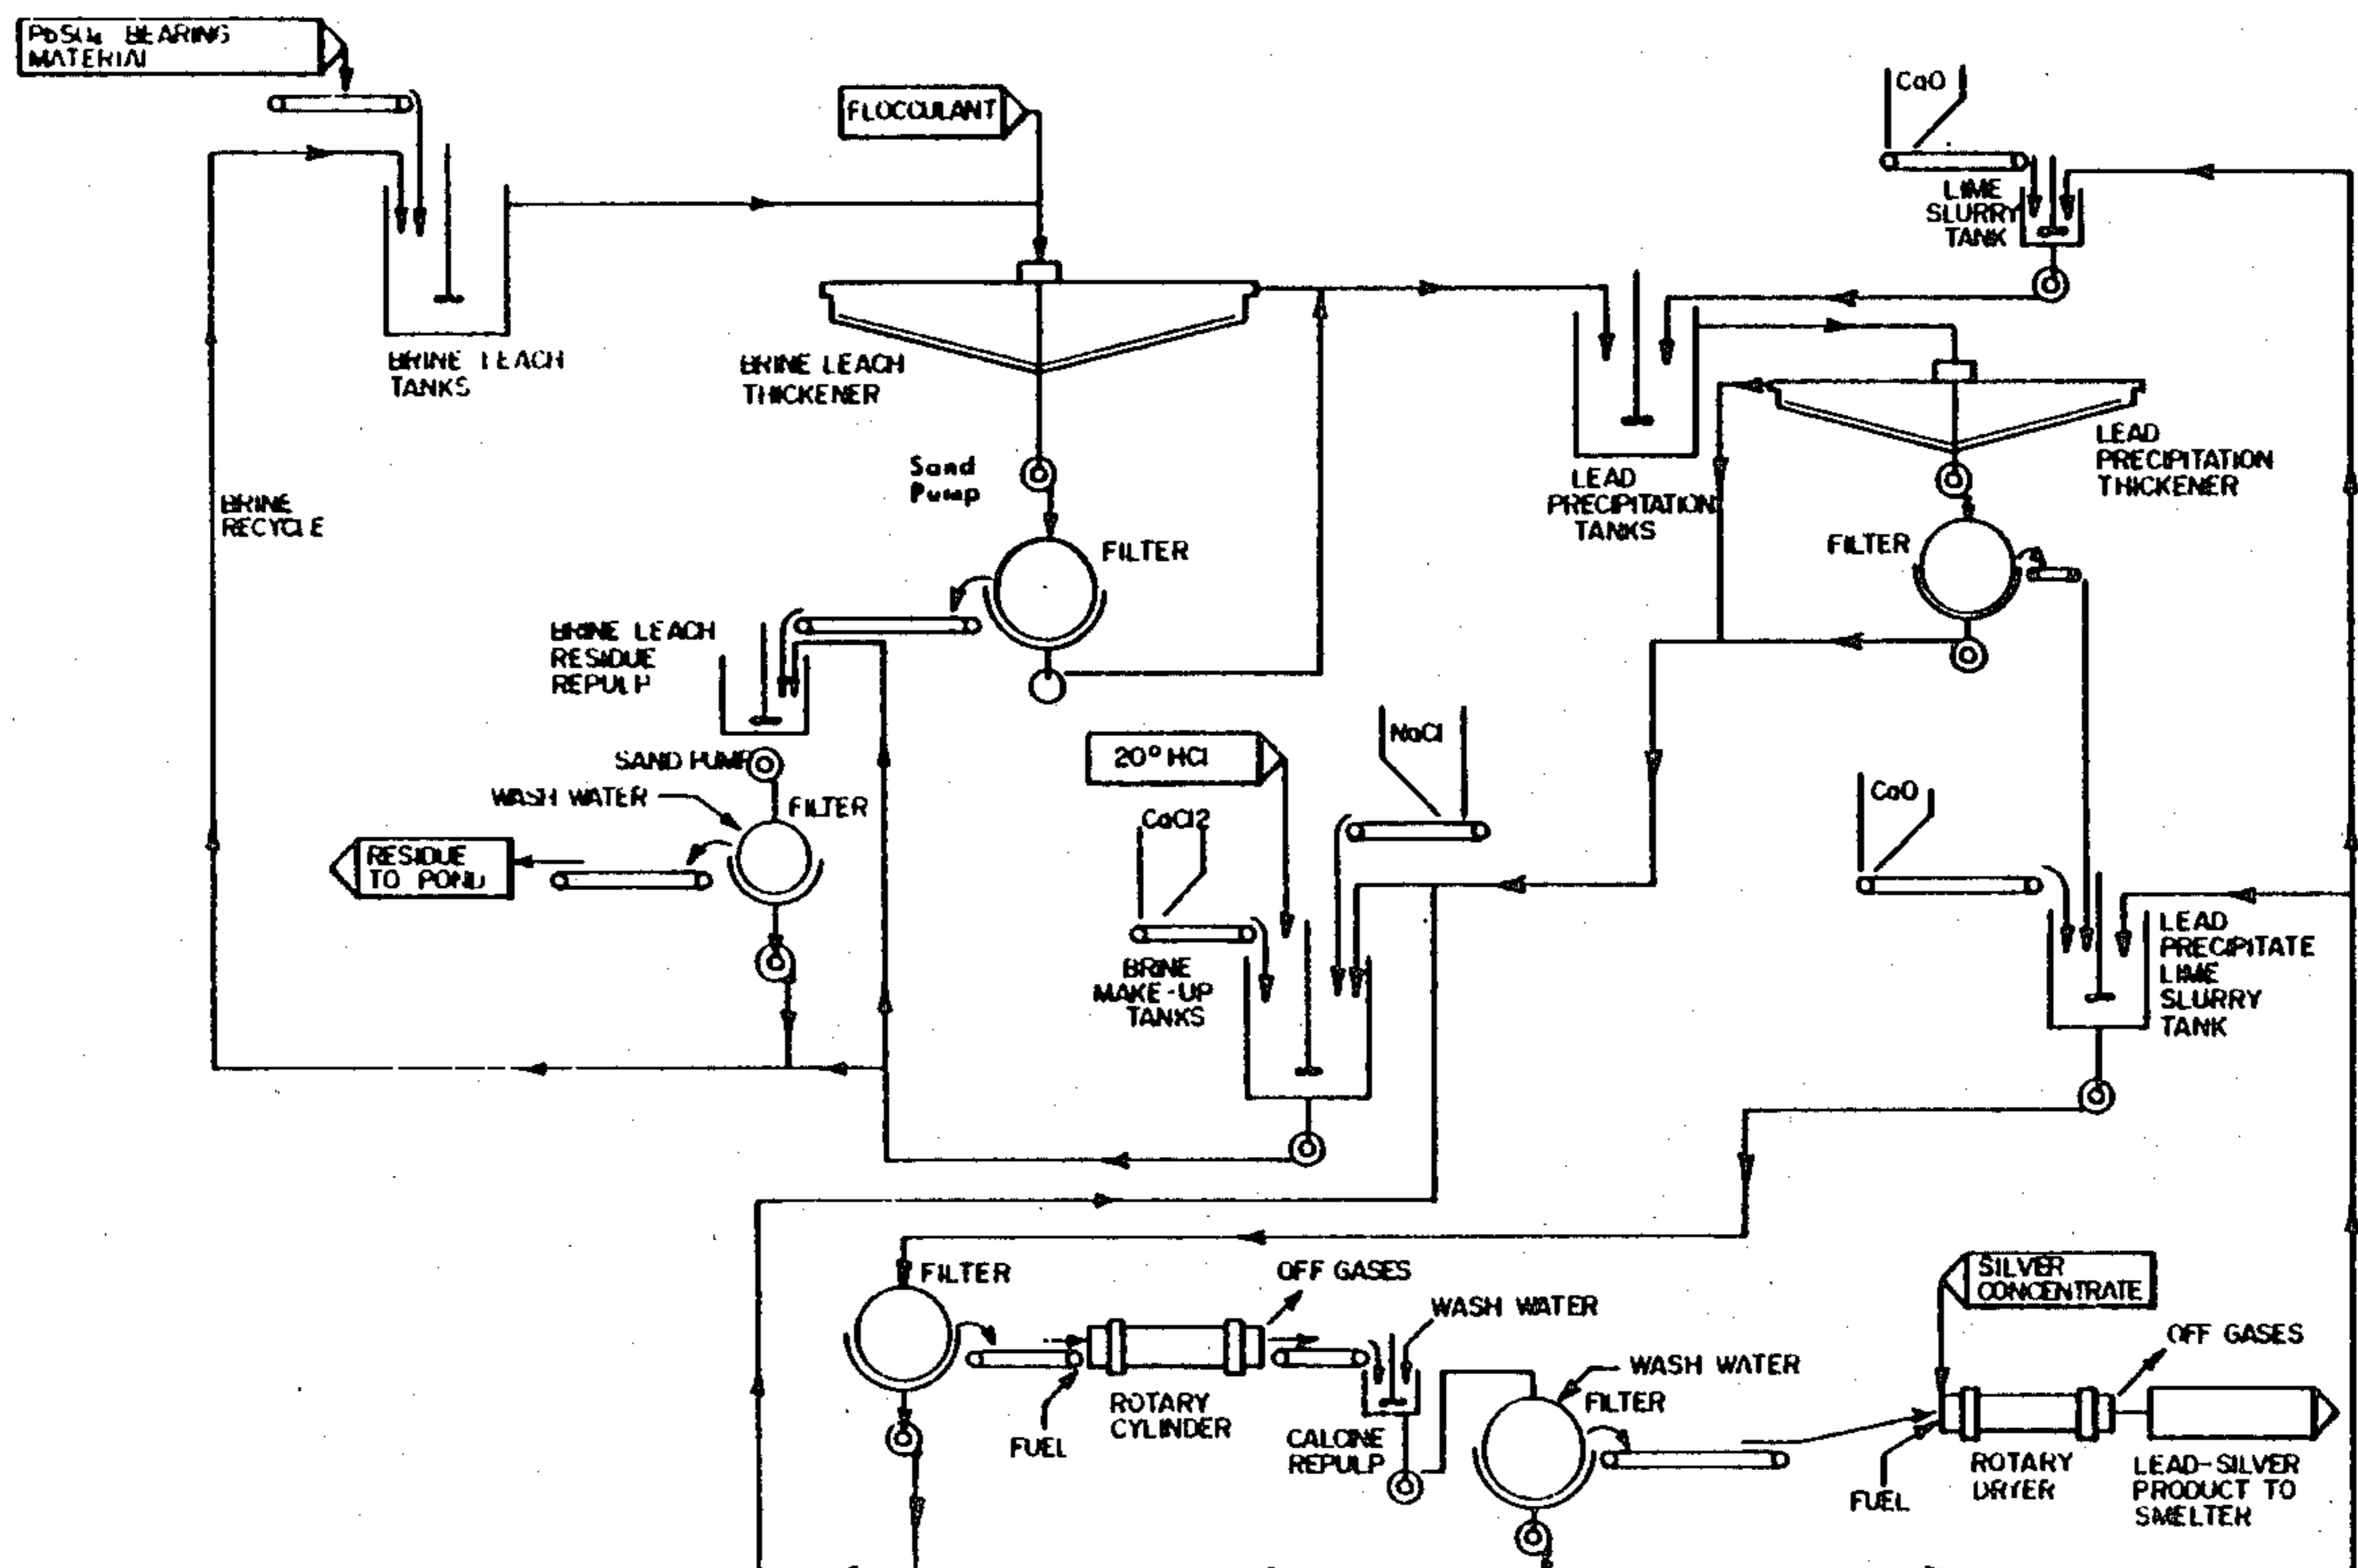 PbSO4 BEARING
MATERIAL
FLOCCULANT
CaO
LIME
SLURRY
TANK
BRINE LEACH
TANKS
BRINE LEACH
THICKENER
LEAD
PRECIPITATION
THICKENER
Sand
Pump
LEAD
PRECIPITATION
TANKS
BRINE
RECYCLE
FILTER
FILTER
BRINE LEACH
RESIDUE
REPULP
SAND PUMP
WASH WATER
FILTER
20° HCl
NaCl
CaCl2
CaO
RESIDUE
TO POND
BRINE
MAKE-UP
TANKS
LEAD
PRECIPITATE
LIME
SLURRY
TANK
FILTER
OFF GASES
WASH WATER
SILVER
CONCENTRATE
OFF GASES
WASH WATER
FILTER
ROTARY
CYLINDER
FUEL
CALCINE
REPULP
FUEL
ROTARY
DRYER
LEAD-SILVER
PRODUCT TO
SMELTER